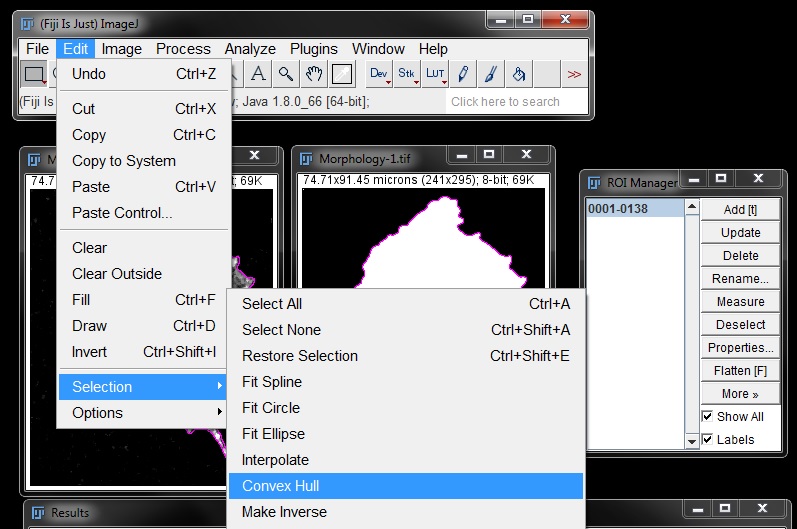 (Fiji Is Just) ImageJ
File Edit Image Process Analyze Plugins Window Help
Dev Stk LUT >>
(Fiji Is y; Java 1.8.0_66 [64-bit]; Click here to search
Undo Ctrl+Z
Cut Ctrl+X
Copy Ctrl+C
Copy to System
Paste Ctrl+V
Paste Control...
Clear
Clear Outside
Fill Ctrl+F
Draw Ctrl+D
Invert Ctrl+Shift+I
Selection
Options
Select All Ctrl+A
Select None Ctrl+Shift+A
Restore Selection Ctrl+Shift+E
Fit Spline
Fit Circle
Fit Ellipse
Interpolate
Convex Hull
Make Inverse
M
74.7 t; 69K
Morphology-1.tif
74.71x91.45 microns (241x295); 8-bit; 69K
ROI Manager
0001-0138
Add [t]
Update
Delete
Rename...
Measure
Deselect
Properties...
Flatten [F]
More »
Show All
Labels
Results